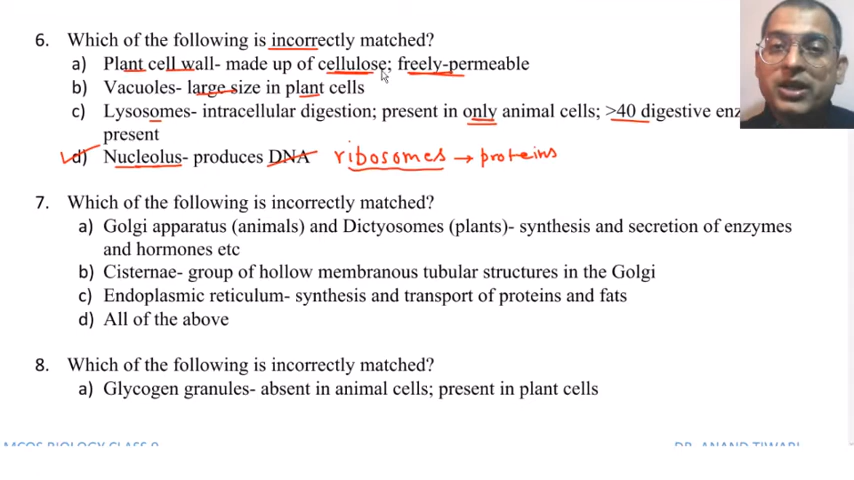 6. Which of the following is incorrectly matched?
a) Plant cell wall- made up of cellulose; freely-permeable
b) Vacuoles- large size in plant cells
c) Lysosomes- intracellular digestion; present in only animal cells; >40 digestive
present
d) Nucleolus- produces DNA ribosomes → proteins
7. Which of the following is incorrectly matched?
a) Golgi apparatus (animals) and Dictyosomes (plants)- synthesis and secretion of enzymes
and hormones etc
b) Cisternae- group of hollow membranous tubular structures in the Golgi
c) Endoplasmic reticulum- synthesis and transport of proteins and fats
d) All of the above
8. Which of the following is incorrectly matched?
a) Glycogen granules- absent in animal cells; present in plant cells
MCQS BIOLOGY CLASS 9 DR. ANAND TIWARI